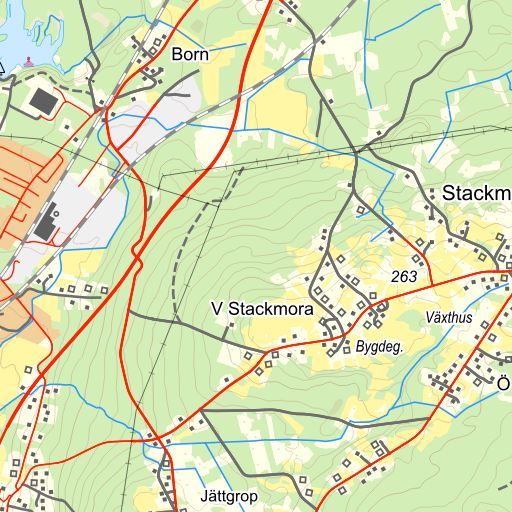 Born
Stackm
263
V Stackmora
Växthus
Bygdeg.
Ö
Jättgrop